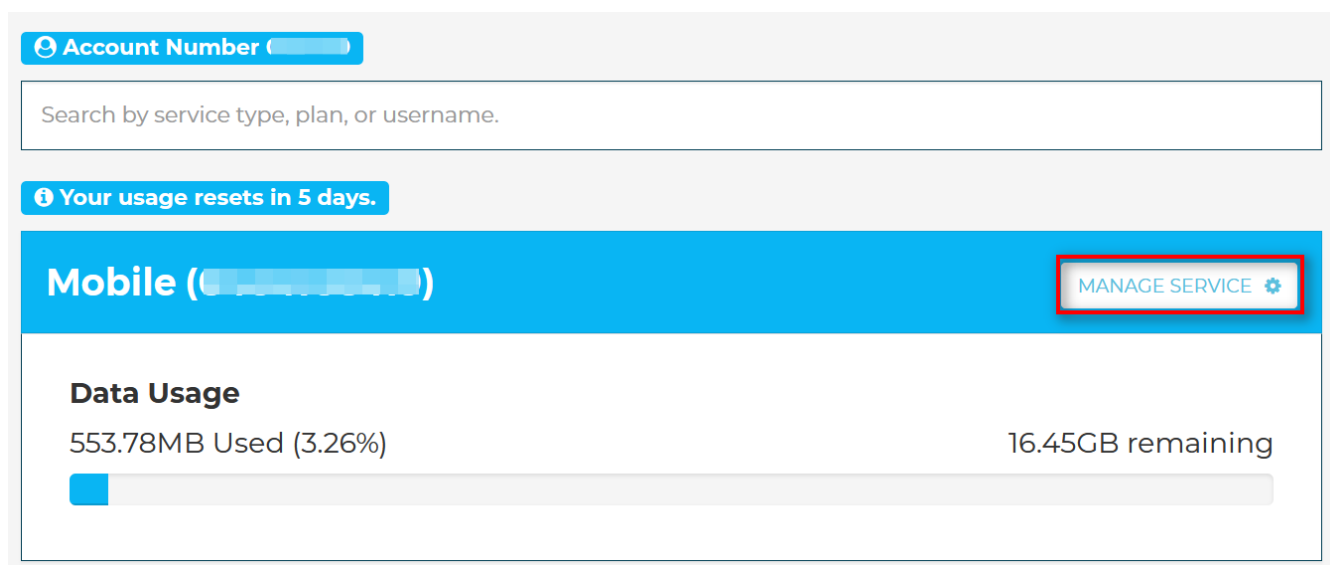 Account Number
Search by service type, plan, or username.
Your usage resets in 5 days.
Mobile (
MANAGE SERVICE
Data Usage
553.78MB Used (3.26%)
16.45GB remaining